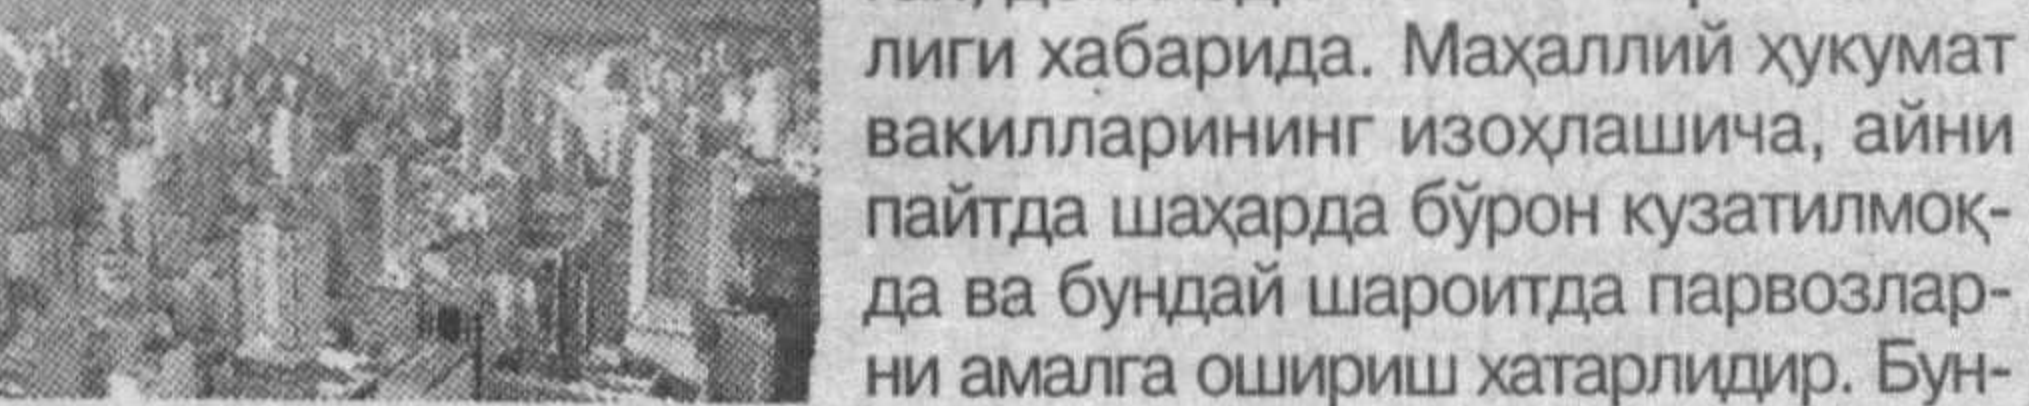 лиги хабарида. Маҳаллий ҳукумат
вакилларининг изоҳлашича, айни
пайтда шаҳарда бўрон кузатилмоқ-
да ва бундай шароитда парвозлар-
ни амалга ошириш хатарлидир. Бун-